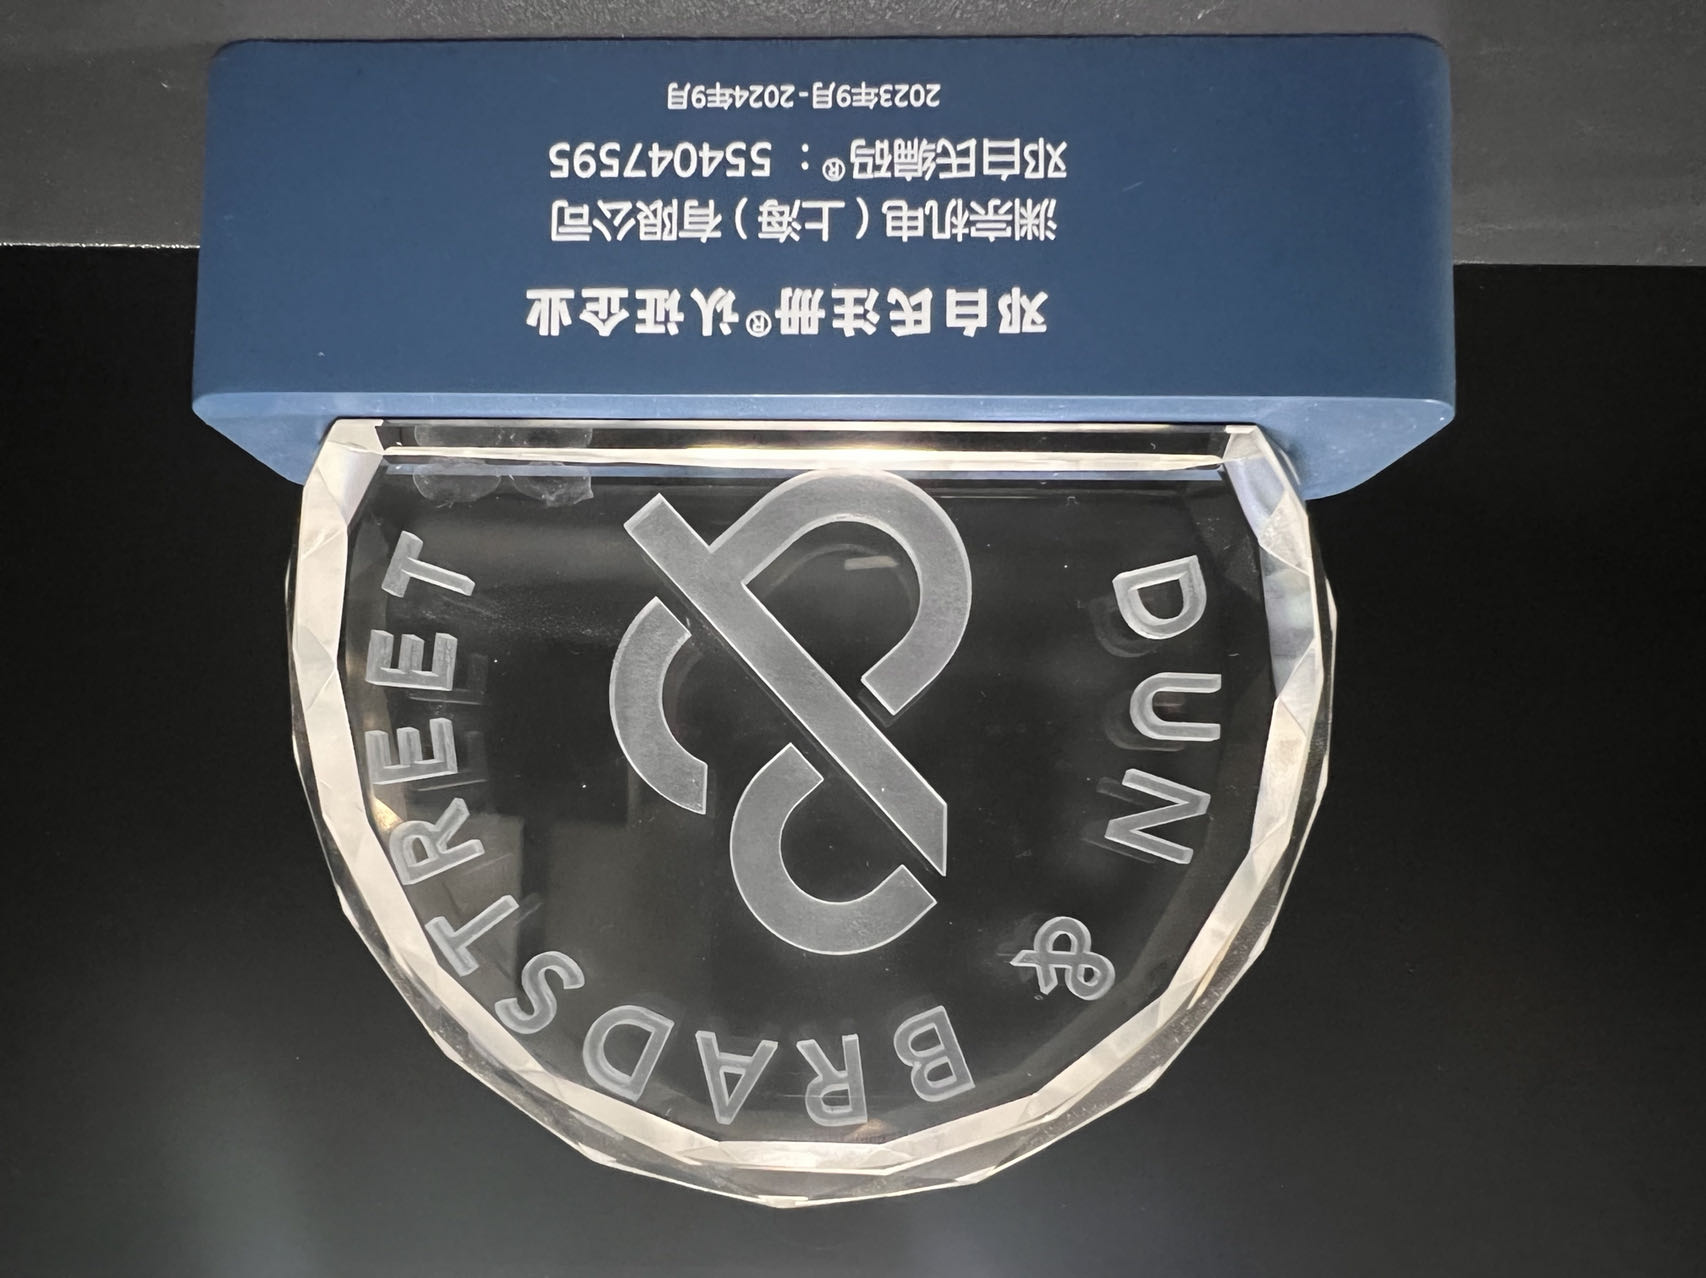 DUN & BRADSTREET
邓白氏注册®认证企业
渊宗机电（上海）有限公司
邓白氏编码®：554047595
2023年9月-2024年9月